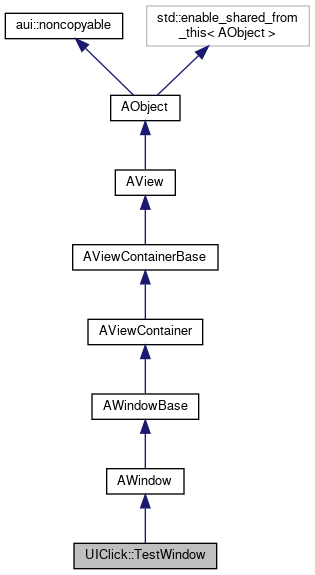 aui::noncopyable
std::enable_shared_from
_this< AObject >
AObject
AView
AViewContainerBase
AViewContainer
AWindowBase
AWindow
UIClick::TestWindow